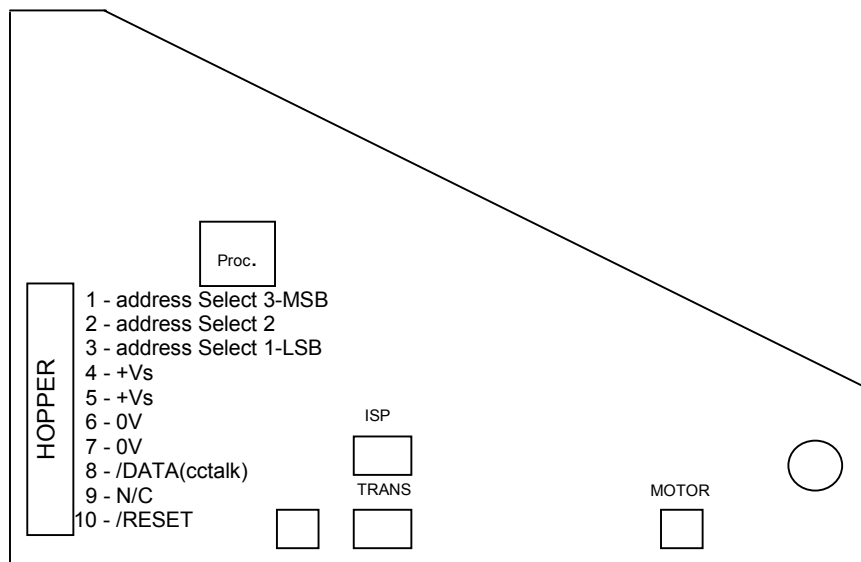 Proc.
HOPPER
1 - address Select 3-MSB
2 - address Select 2
3 - address Select 1-LSB
4 - +Vs
5 - +Vs
6 - 0V
7 - 0V
8 - /DATA(cctalk)
9 - N/C
10 - /RESET
ISP
TRANS
MOTOR